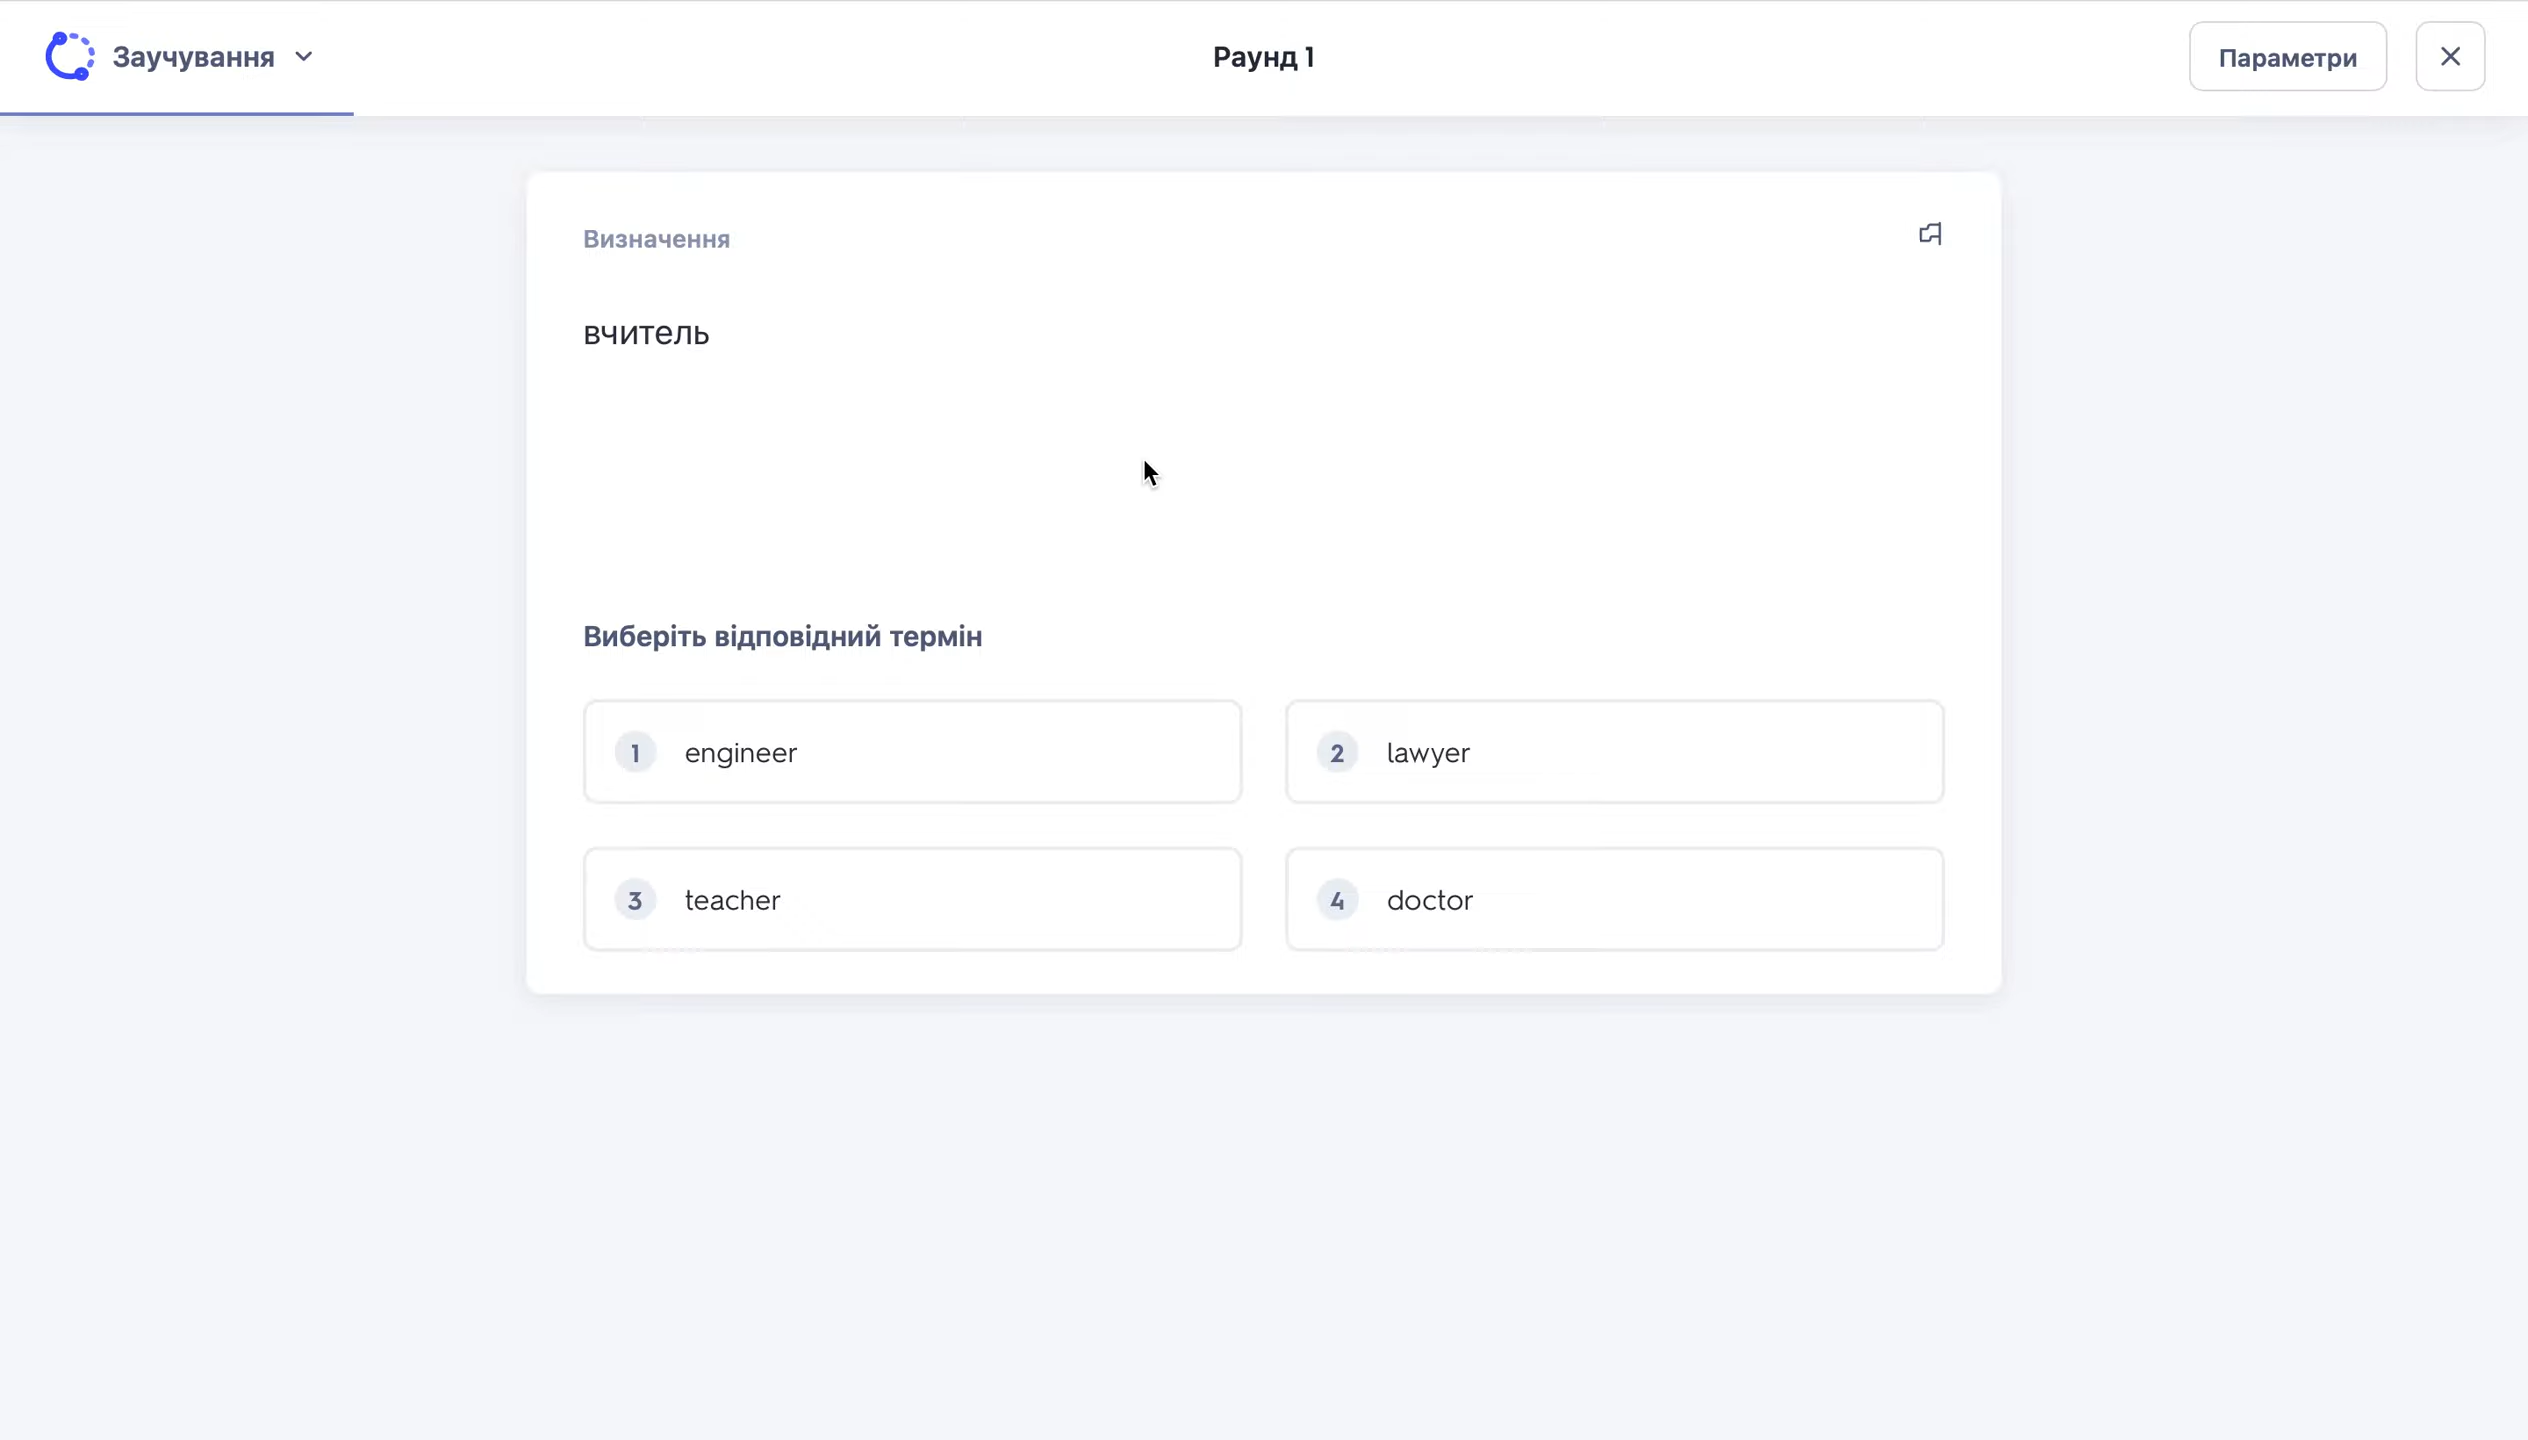 Заучування
Раунд 1
Параметри
Визначення
вчитель
Виберіть відповідний термін
1 engineer
2 lawyer
3 teacher
4 doctor